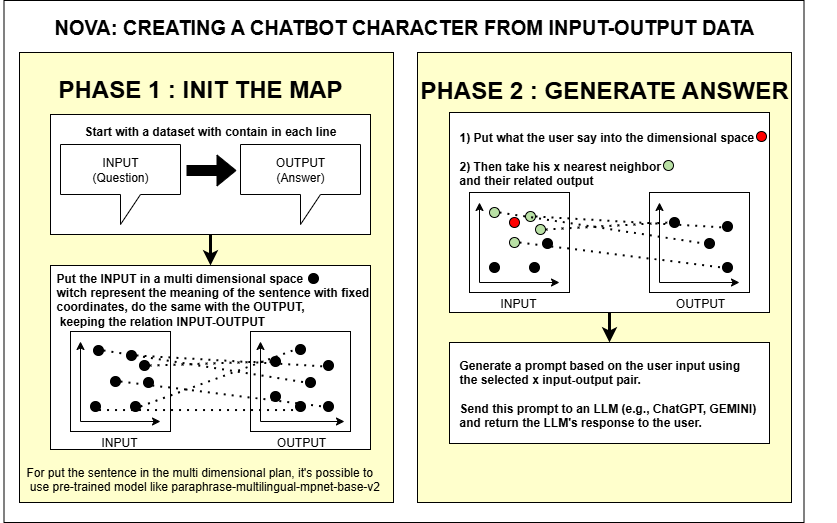 NOVA: CREATING A CHATBOT CHARACTER FROM INPUT-OUTPUT DATA
PHASE 1 : INIT THE MAP
Start with a dataset with contain in each line
INPUT
(Question)
OUTPUT
(Answer)
Put the INPUT in a multi dimensional space
witch represent the meaning of the sentence with fixed
coordinates, do the same with the OUTPUT,
keeping the relation INPUT-OUTPUT
INPUT
OUTPUT
For put the sentence in the multi dimensional plan, it's possible to
use pre-trained model like paraphrase-multilingual-mpnet-base-v2
PHASE 2 : GENERATE ANSWER
1) Put what the user say into the dimensional space
2) Then take his x nearest neighbor
and their related output
INPUT
OUTPUT
Generate a prompt based on the user input using
the selected x input-output pair.
Send this prompt to an LLM (e.g., ChatGPT, GEMINI)
and return the LLM's response to the user.